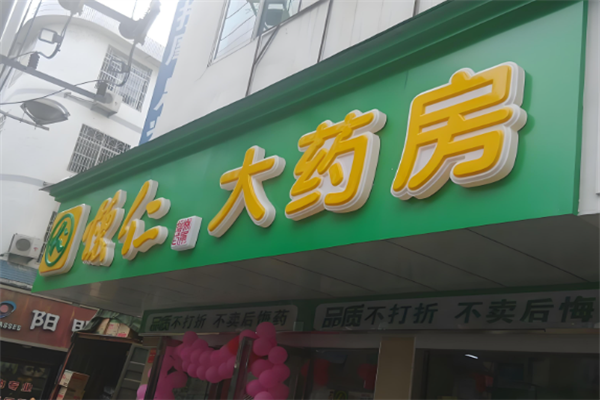 悦仁 大药房
品质不打折 不卖后悔药
品质不打折 不卖后悔
阳